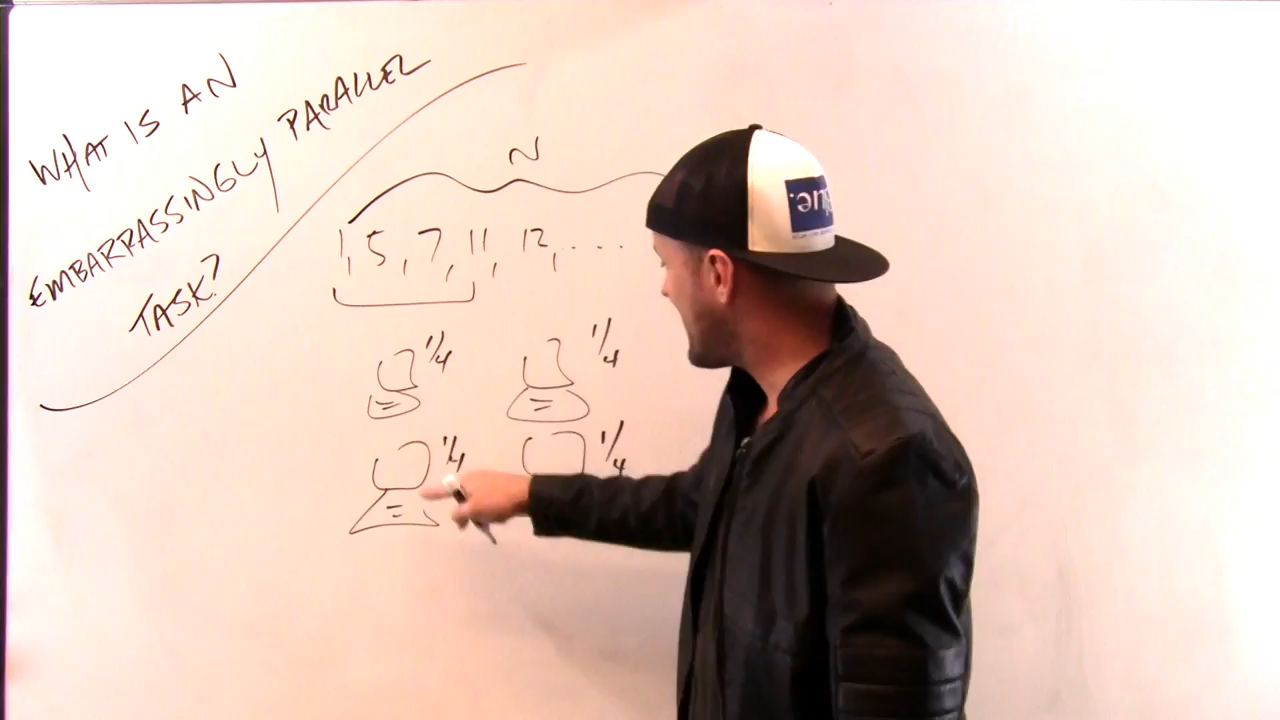 WHAT IS AN
EMBARRASSINGLY PARALLEL
TASK?
N
1, 5, 7, 11, 12, ....
1/4 1/4
1/4 1/4